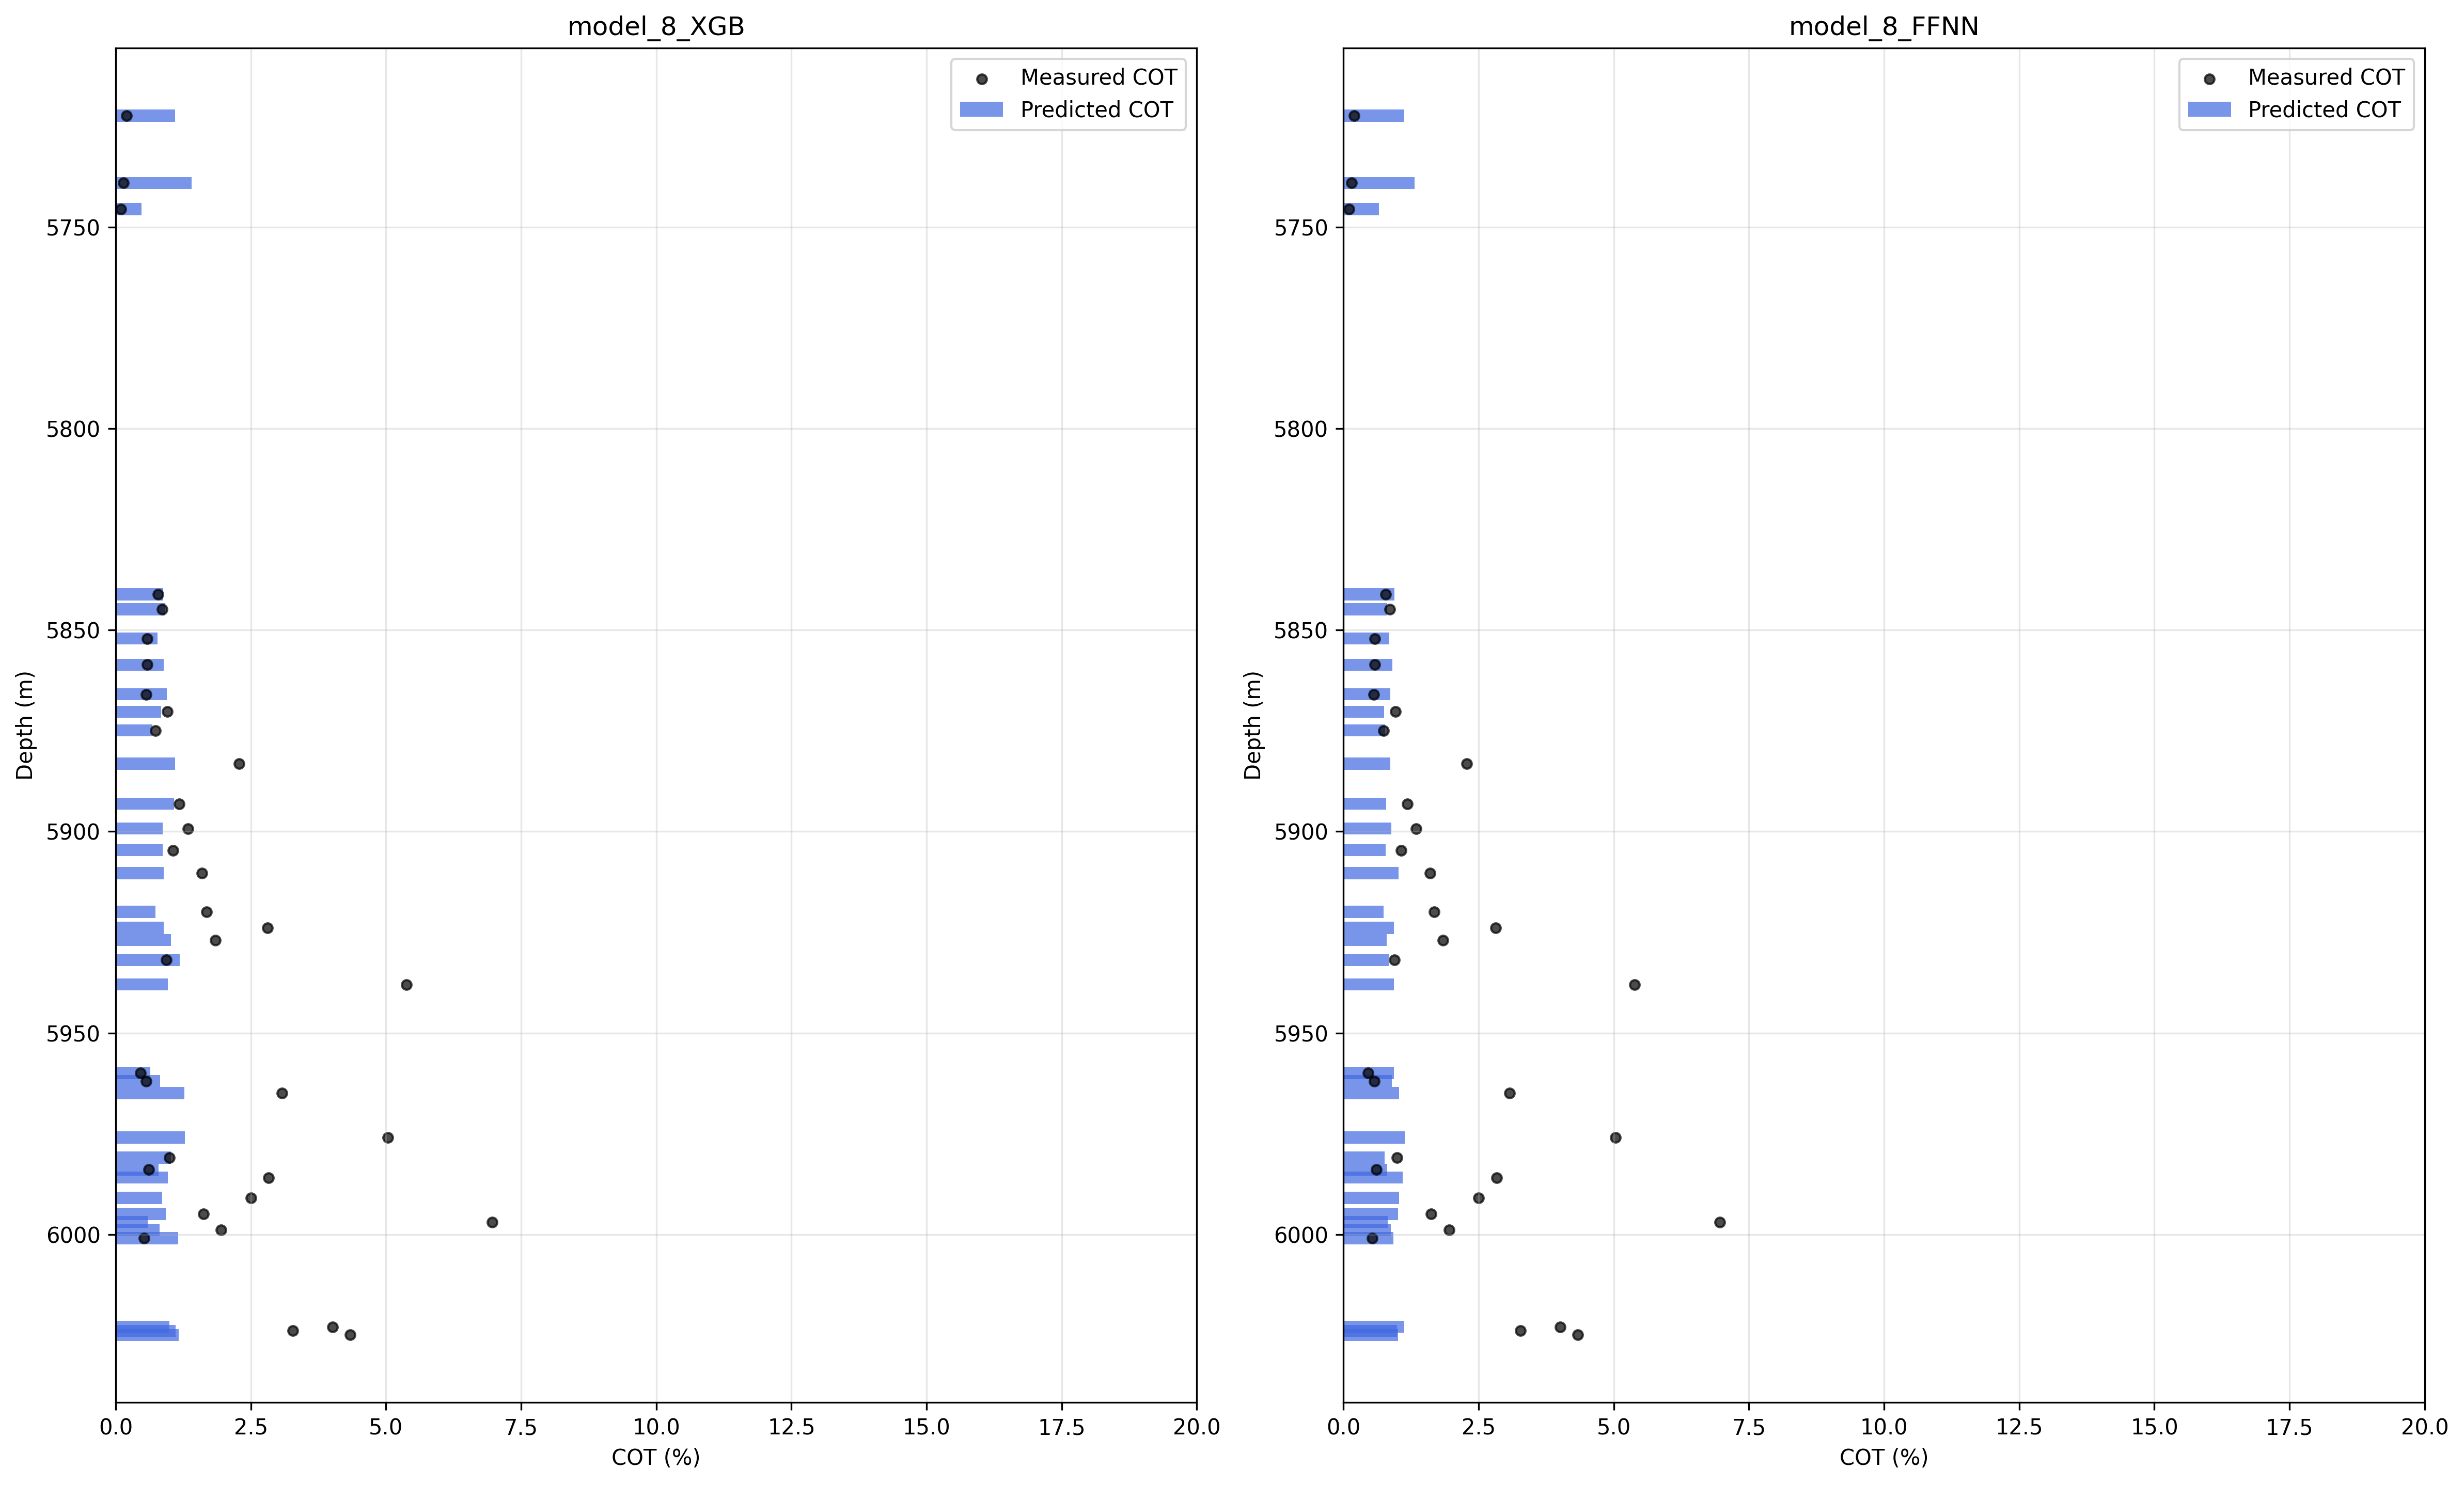 model_8_XGB
Measured COT
Predicted COT
Depth (m)
5750
5800
5850
5900
5950
6000
0.0 2.5 5.0 7.5 10.0 12.5 15.0 17.5 20.0
COT (%)
model_8_FFNN
Measured COT
Predicted COT
Depth (m)
5750
5800
5850
5900
5950
6000
0.0 2.5 5.0 7.5 10.0 12.5 15.0 17.5 20.0
COT (%)